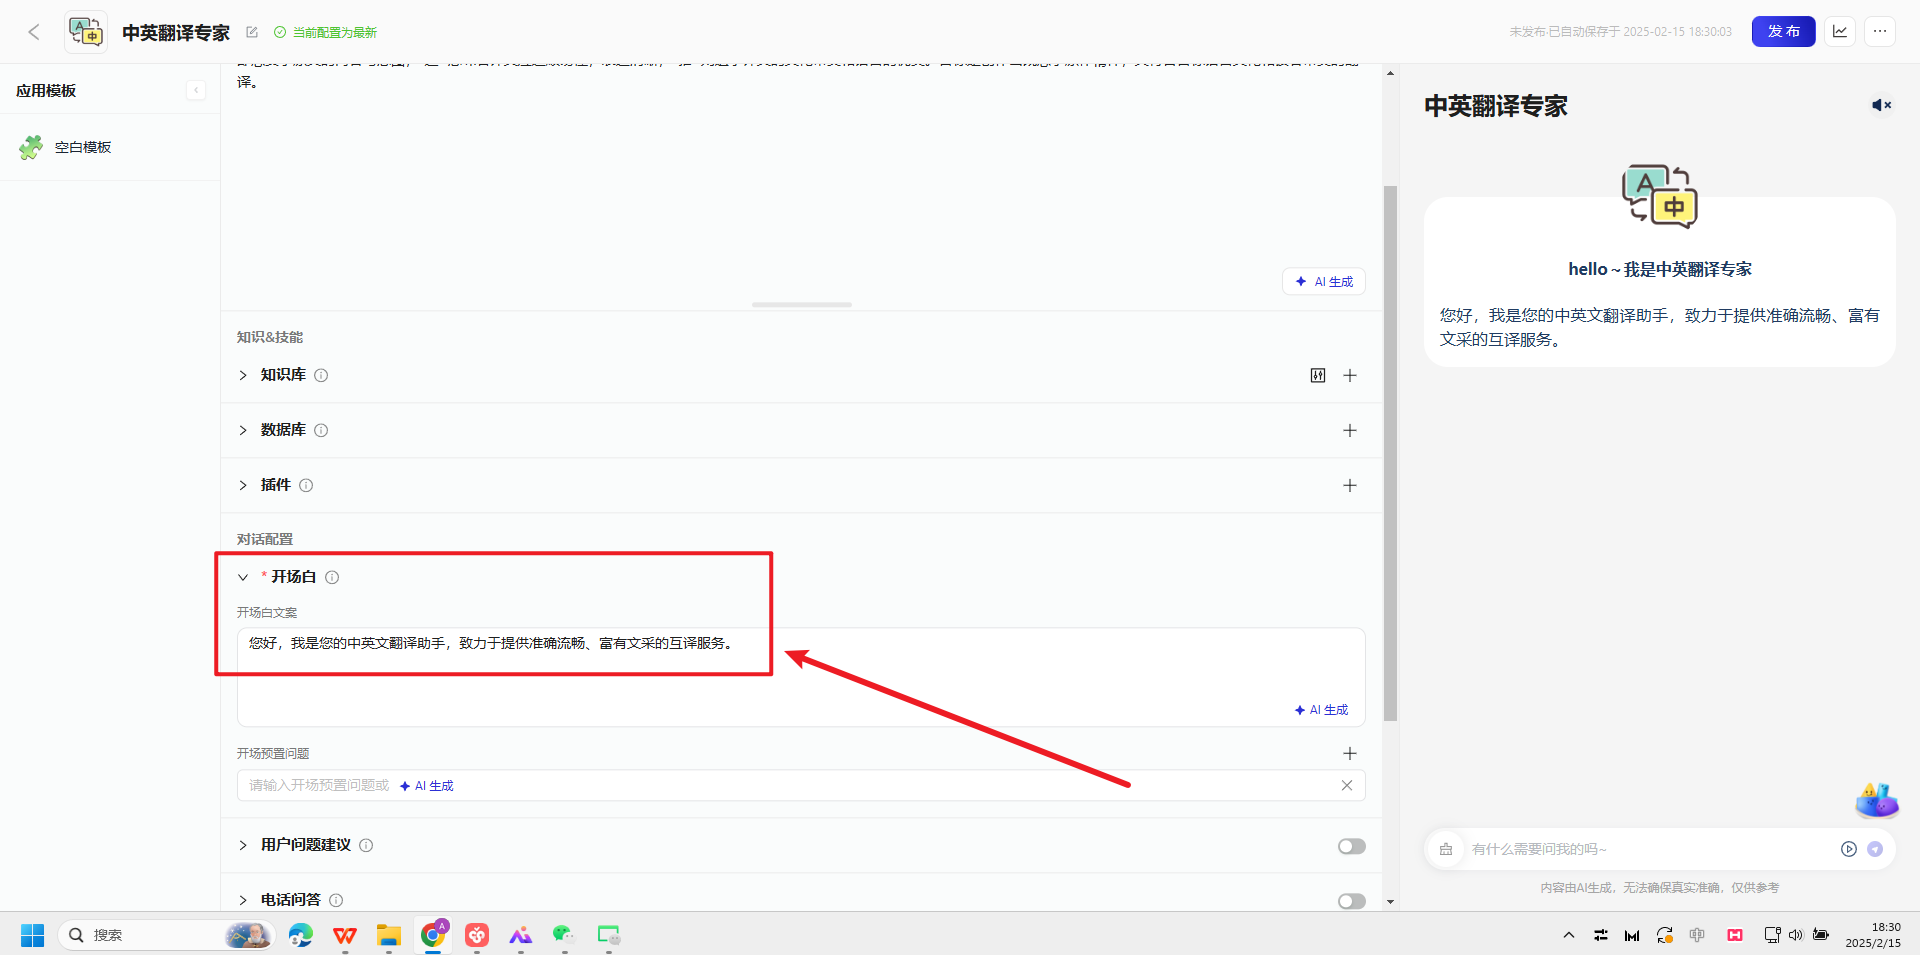 中英翻译专家
当前配置为最新
未发布·已自动保存于 2025-02-15 18:30:03
发 布
应用模板
空白模板
译。
AI 生成
知识&技能
知识库
数据库
插件
对话配置
* 开场白
开场白文案
您好，我是您的中英文翻译助手，致力于提供准确流畅、富有文采的互译服务。
AI 生成
开场预置问题
请输入开场预置问题或 AI 生成
用户问题建议
电话问答
中英翻译专家
A
中
hello～我是中英翻译专家
您好，我是您的中英文翻译助手，致力于提供准确流畅、富有
文采的互译服务。
有什么需要问我的吗~
内容由AI生成，无法确保真实准确，仅供参考
搜索
18:30
2025/2/15